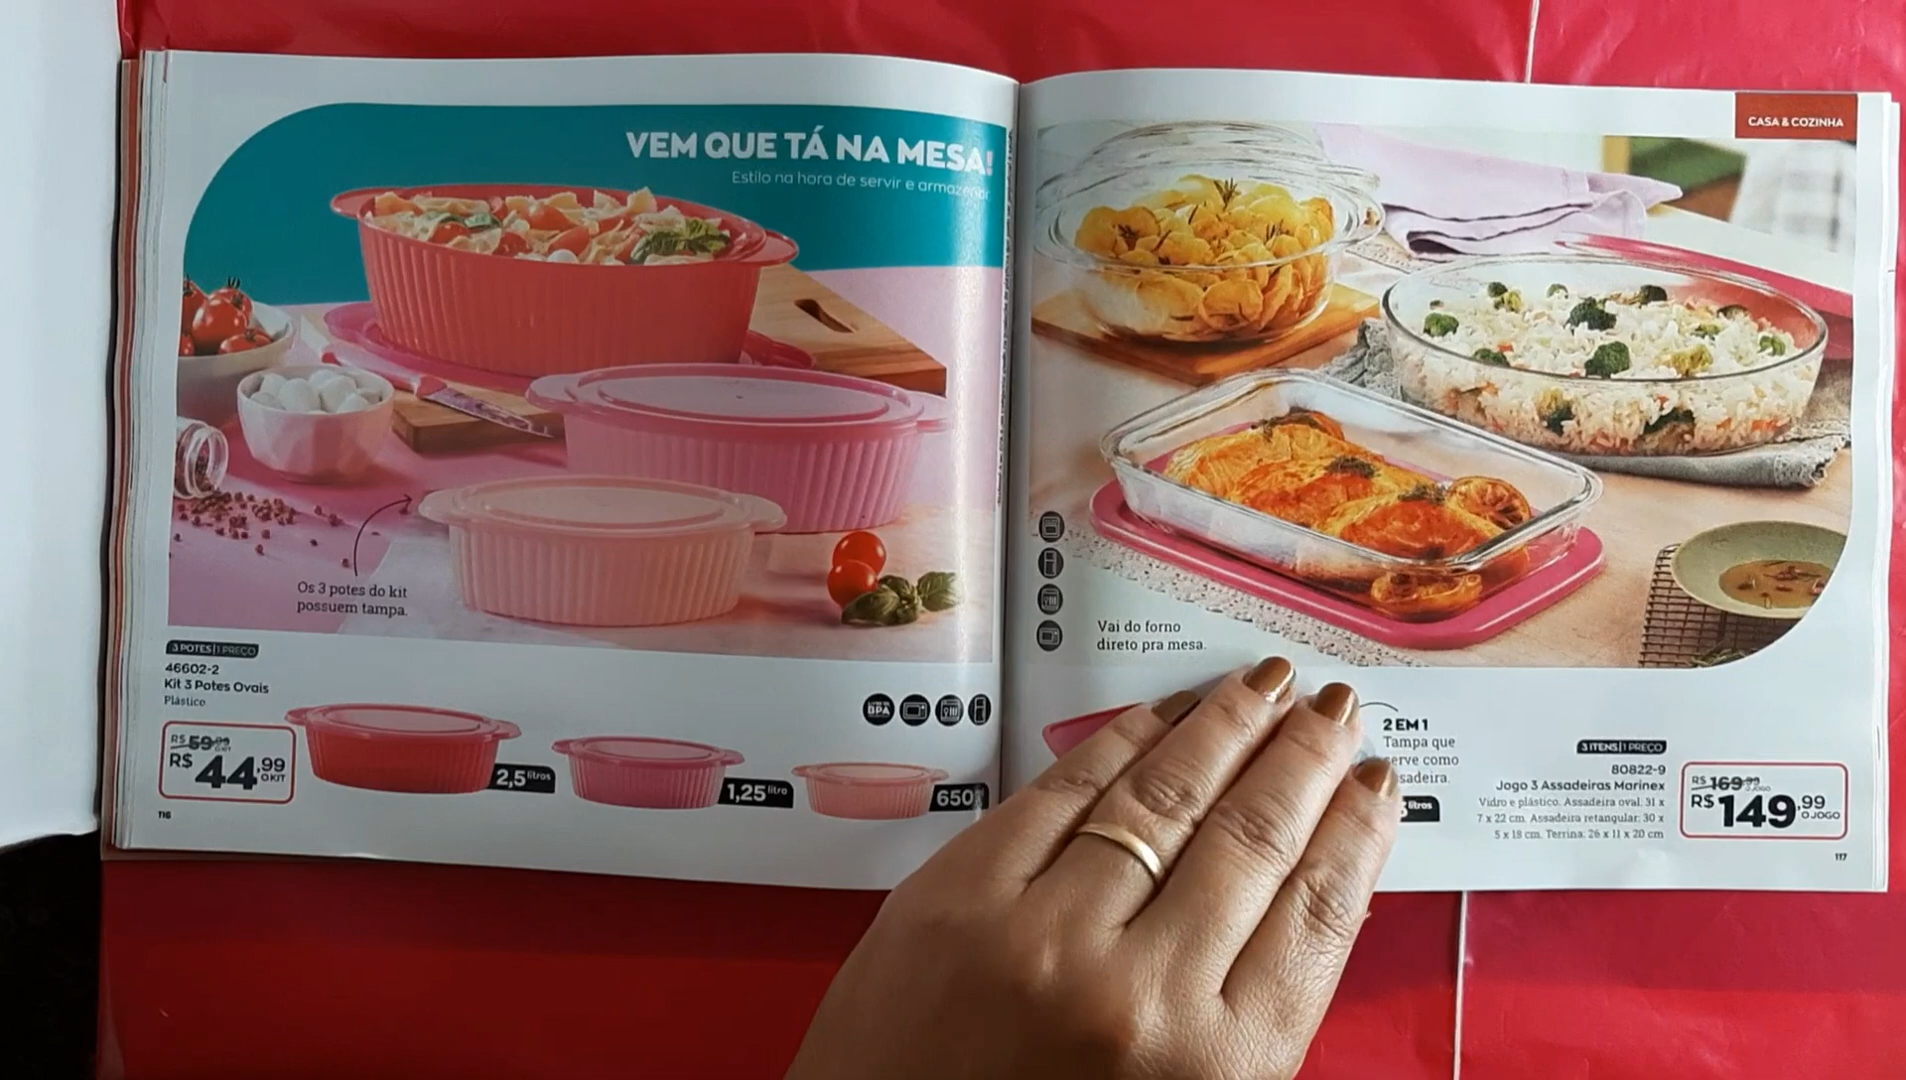 VEM QUE TÁ NA MESA!
Estilo na hora de servir e armazenar
Os 3 potes do kit
possuem tampa.
3 POTES | 1 PREÇO
46602-2
Kit 3 Potes Ovais
Plástico
R$ 59,99
O KIT
R$ 44,99
O KIT
2,5 litros
1,25 litro
650
BPA
116
CASA & COZINHA
Vai do forno
direto pra mesa.
2 EM 1
Tampa que
serve como
litros
3 ITENS | 1 PREÇO
80822-9
Jogo 3 Assadeiras Marinex
Vidro e plástico. Assadeira oval: 31 x
7 x 22 cm. Assadeira retangular: 30 x
5 x 18 cm. Terrina: 26 x 11 x 20 cm
R$ 169,99
R$ 149,99
O JOGO
117